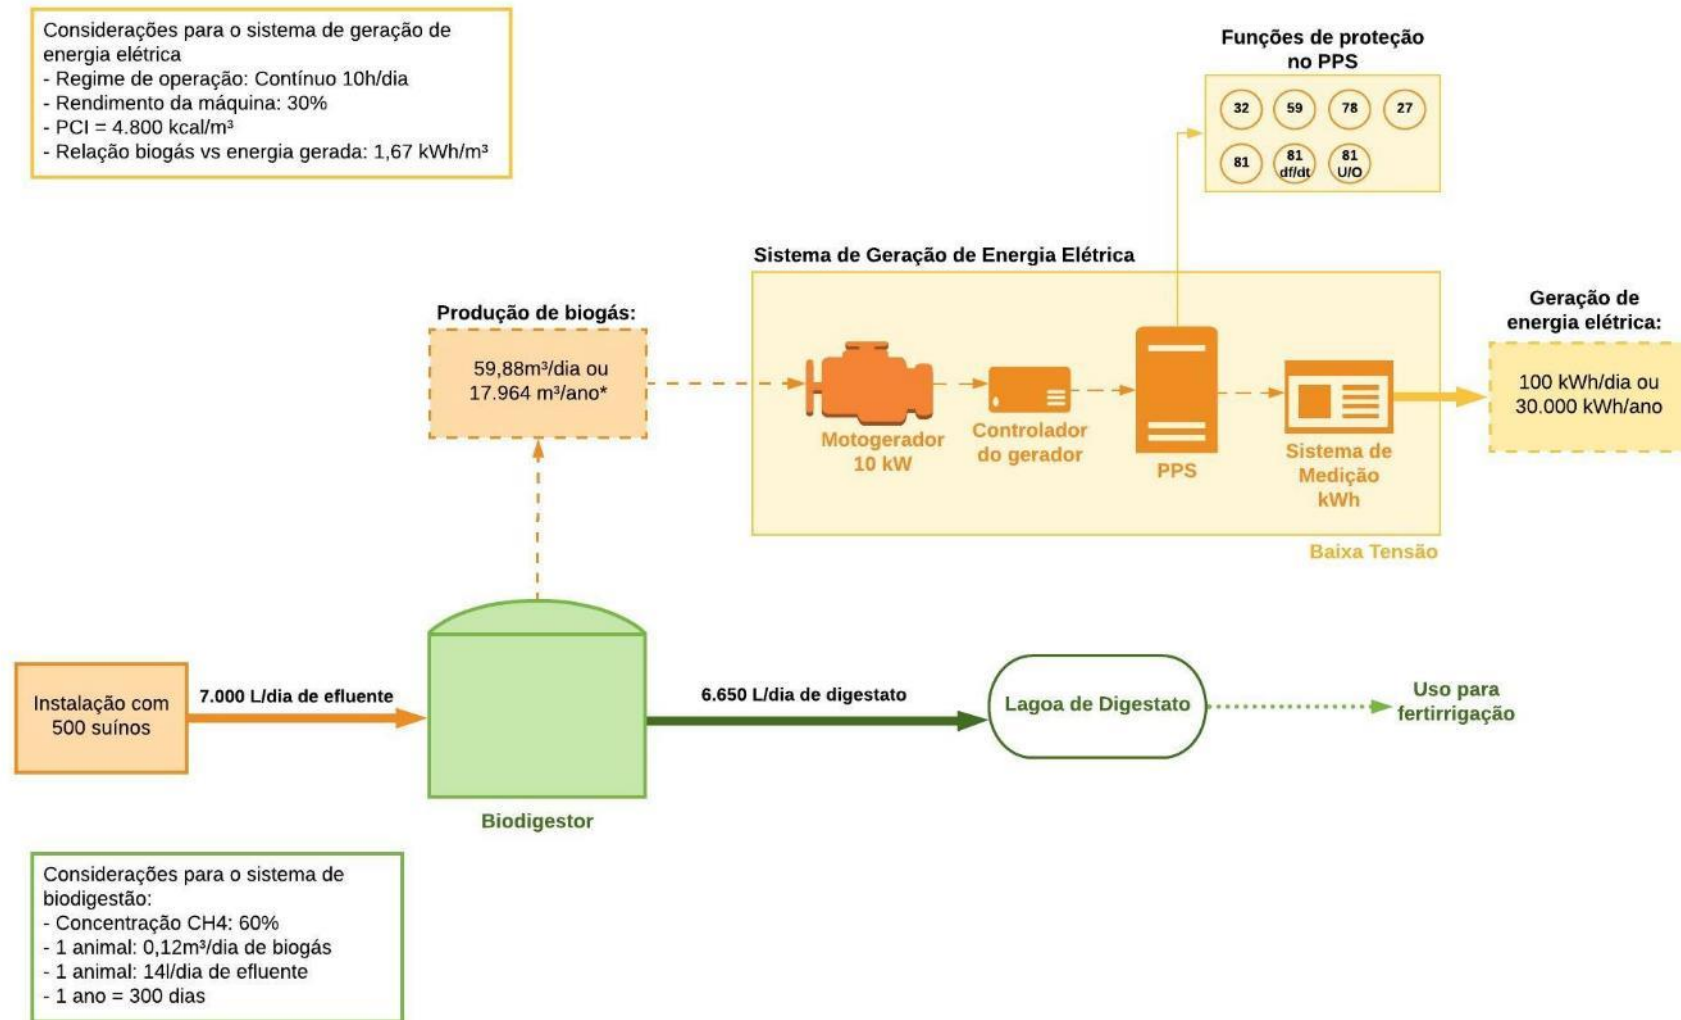 Considerações para o sistema de geração de
energia elétrica
- Regime de operação: Contínuo 10h/dia
- Rendimento da máquina: 30%
- PCI = 4.800 kcal/m³
- Relação biogás vs energia gerada: 1,67 kWh/m³
Funções de proteção
no PPS
32 59 78 27
81 81 81
df/dt U/O
Sistema de Geração de Energia Elétrica
Produção de biogás:
59,88m³/dia ou
17.964 m³/ano*
Motogerador
10 kW
Controlador
do gerador
PPS
Sistema de
Medição
kWh
Baixa Tensão
Geração de
energia elétrica:
100 kWh/dia ou
30.000 kWh/ano
Instalação com
500 suínos
7.000 L/dia de efluente
Biodigestor
6.650 L/dia de digestato
Lagoa de Digestato
Uso para
fertirrigação
Considerações para o sistema de
biodigestão:
- Concentração CH4: 60%
- 1 animal: 0,12m³/dia de biogás
- 1 animal: 14l/dia de efluente
- 1 ano = 300 dias